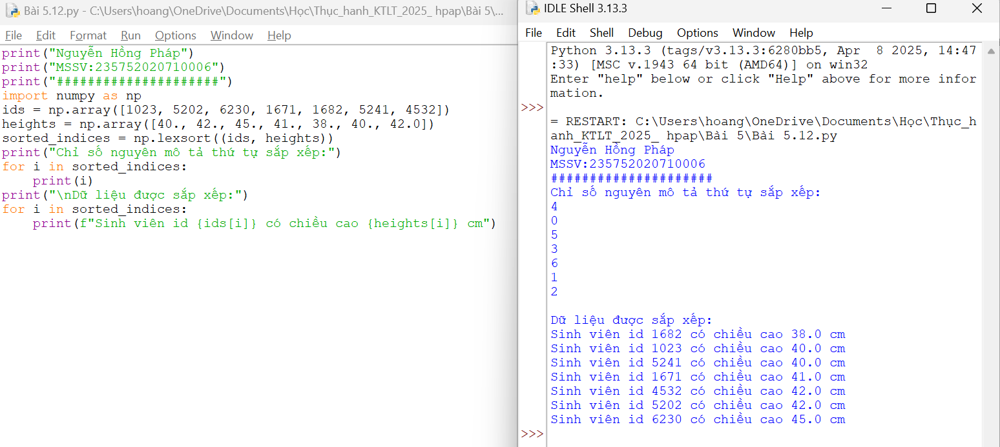 Bài 5.12.py - C:\Users\hoang\OneDrive\Documents\Học\Thục_hanh_KTLT_2025_ hpap\Bài 5\...
File Edit Format Run Options Window Help
print("Nguyễn Hồng Pháp")
print("MSSV:235752020710006")
print("#####################")
import numpy as np
ids = np.array([1023, 5202, 6230, 1671, 1682, 5241, 4532])
heights = np.array([40., 42., 45., 41., 38., 40., 42.0])
sorted_indices = np.lexsort((ids, heights))
print("Chỉ số nguyên mô tả thứ tự sắp xếp:")
for i in sorted_indices:
    print(i)
print("\nDữ liệu được sắp xếp:")
for i in sorted_indices:
    print(f"Sinh viên id {ids[i]} có chiều cao {heights[i]} cm")
IDLE Shell 3.13.3
File Edit Shell Debug Options Window Help
Python 3.13.3 (tags/v3.13.3:6280bb5, Apr  8 2025, 14:47
:33) [MSC v.1943 64 bit (AMD64)] on win32
Enter "help" below or click "Help" above for more infor
mation.
>>>
= RESTART: C:\Users\hoang\OneDrive\Documents\Học\Thục_h
anh_KTLT_2025_ hpap\Bài 5\Bài 5.12.py
Nguyễn Hồng Pháp
MSSV:235752020710006
#####################
Chỉ số nguyên mô tả thứ tự sắp xếp:
4
0
5
3
6
1
2
Dữ liệu được sắp xếp:
Sinh viên id 1682 có chiều cao 38.0 cm
Sinh viên id 1023 có chiều cao 40.0 cm
Sinh viên id 5241 có chiều cao 40.0 cm
Sinh viên id 1671 có chiều cao 41.0 cm
Sinh viên id 4532 có chiều cao 42.0 cm
Sinh viên id 5202 có chiều cao 42.0 cm
Sinh viên id 6230 có chiều cao 45.0 cm
>>>